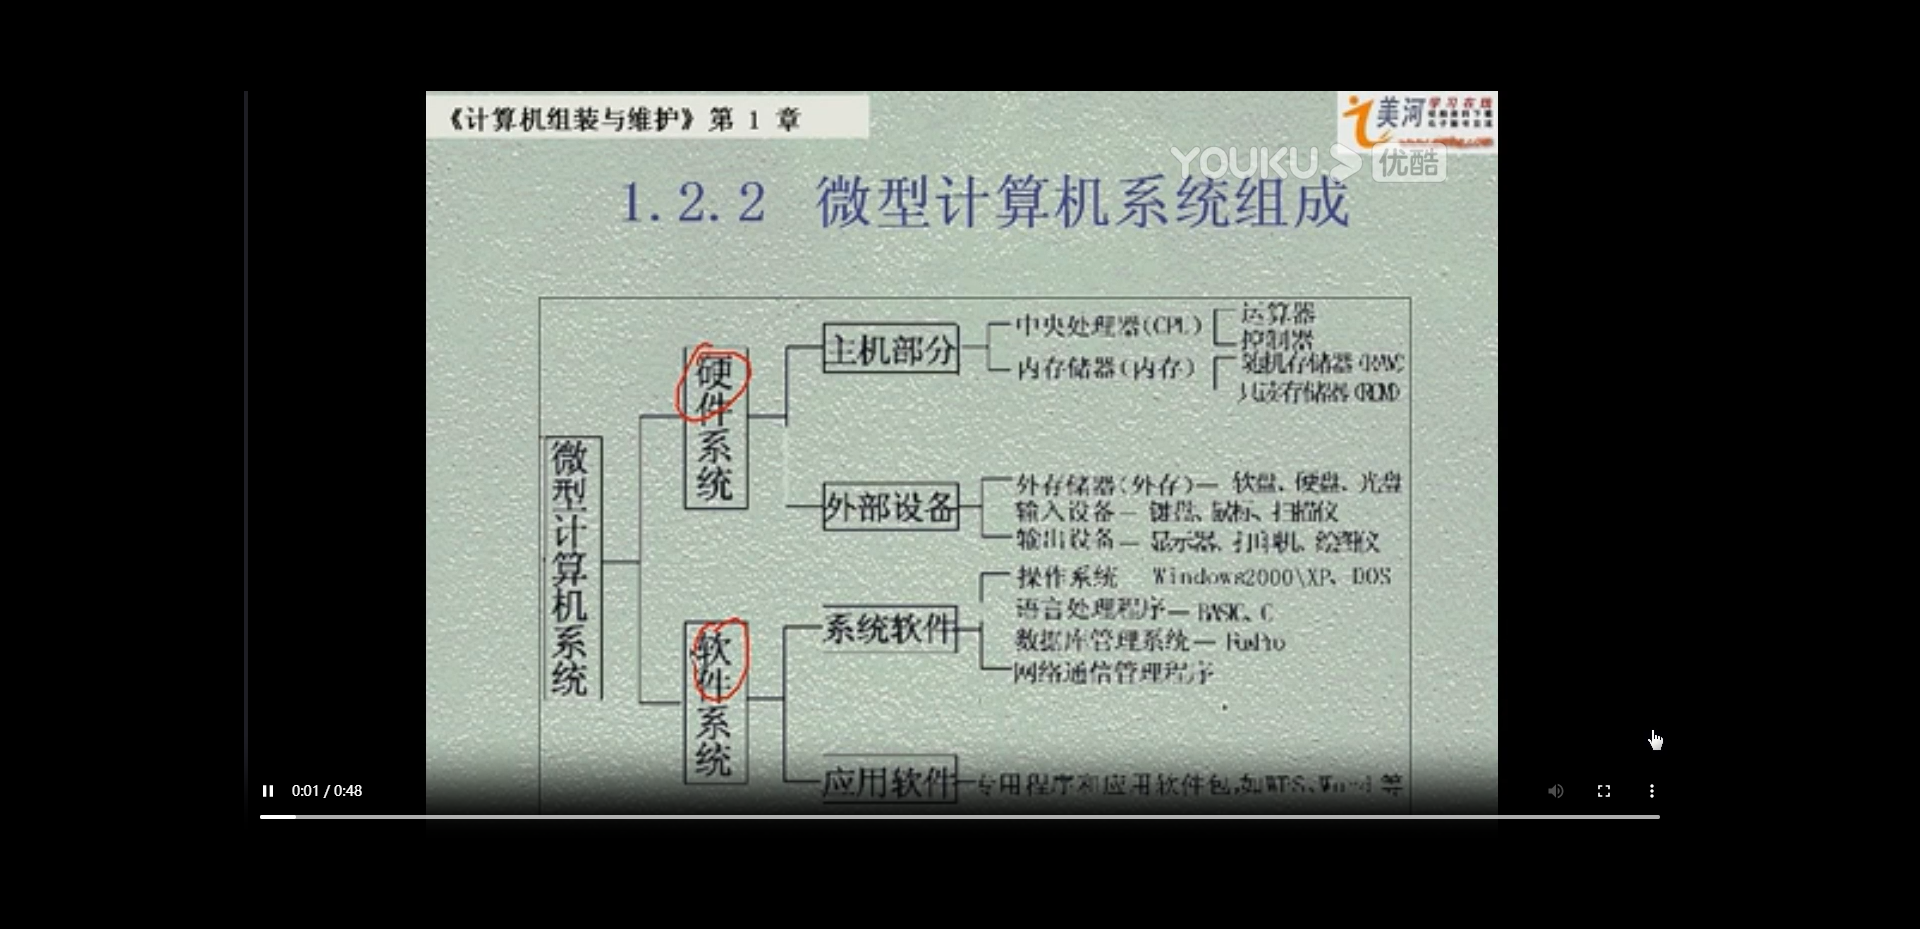 《计算机组装与维护》第 1 章
美河学习在线
YOUKU 优酷
1.2.2 微型计算机系统组成
微型计算机系统
硬件系统
主机部分
中央处理器(CPU)
运算器
控制器
内存储器(内存)
随机存储器(RAM)
只读存储器(ROM)
外部设备
外存储器(外存)— 软盘、硬盘、光盘
输入设备— 键盘、鼠标、扫描仪
输出设备— 显示器、打印机、绘图仪
软件系统
系统软件
操作系统 Windows2000\XP、DOS
语言处理程序— BASIC、C
数据库管理系统— FoxPro
网络通信管理程序
应用软件
专用程序和应用软件包,如WPS、Word 等
0:01 / 0:48